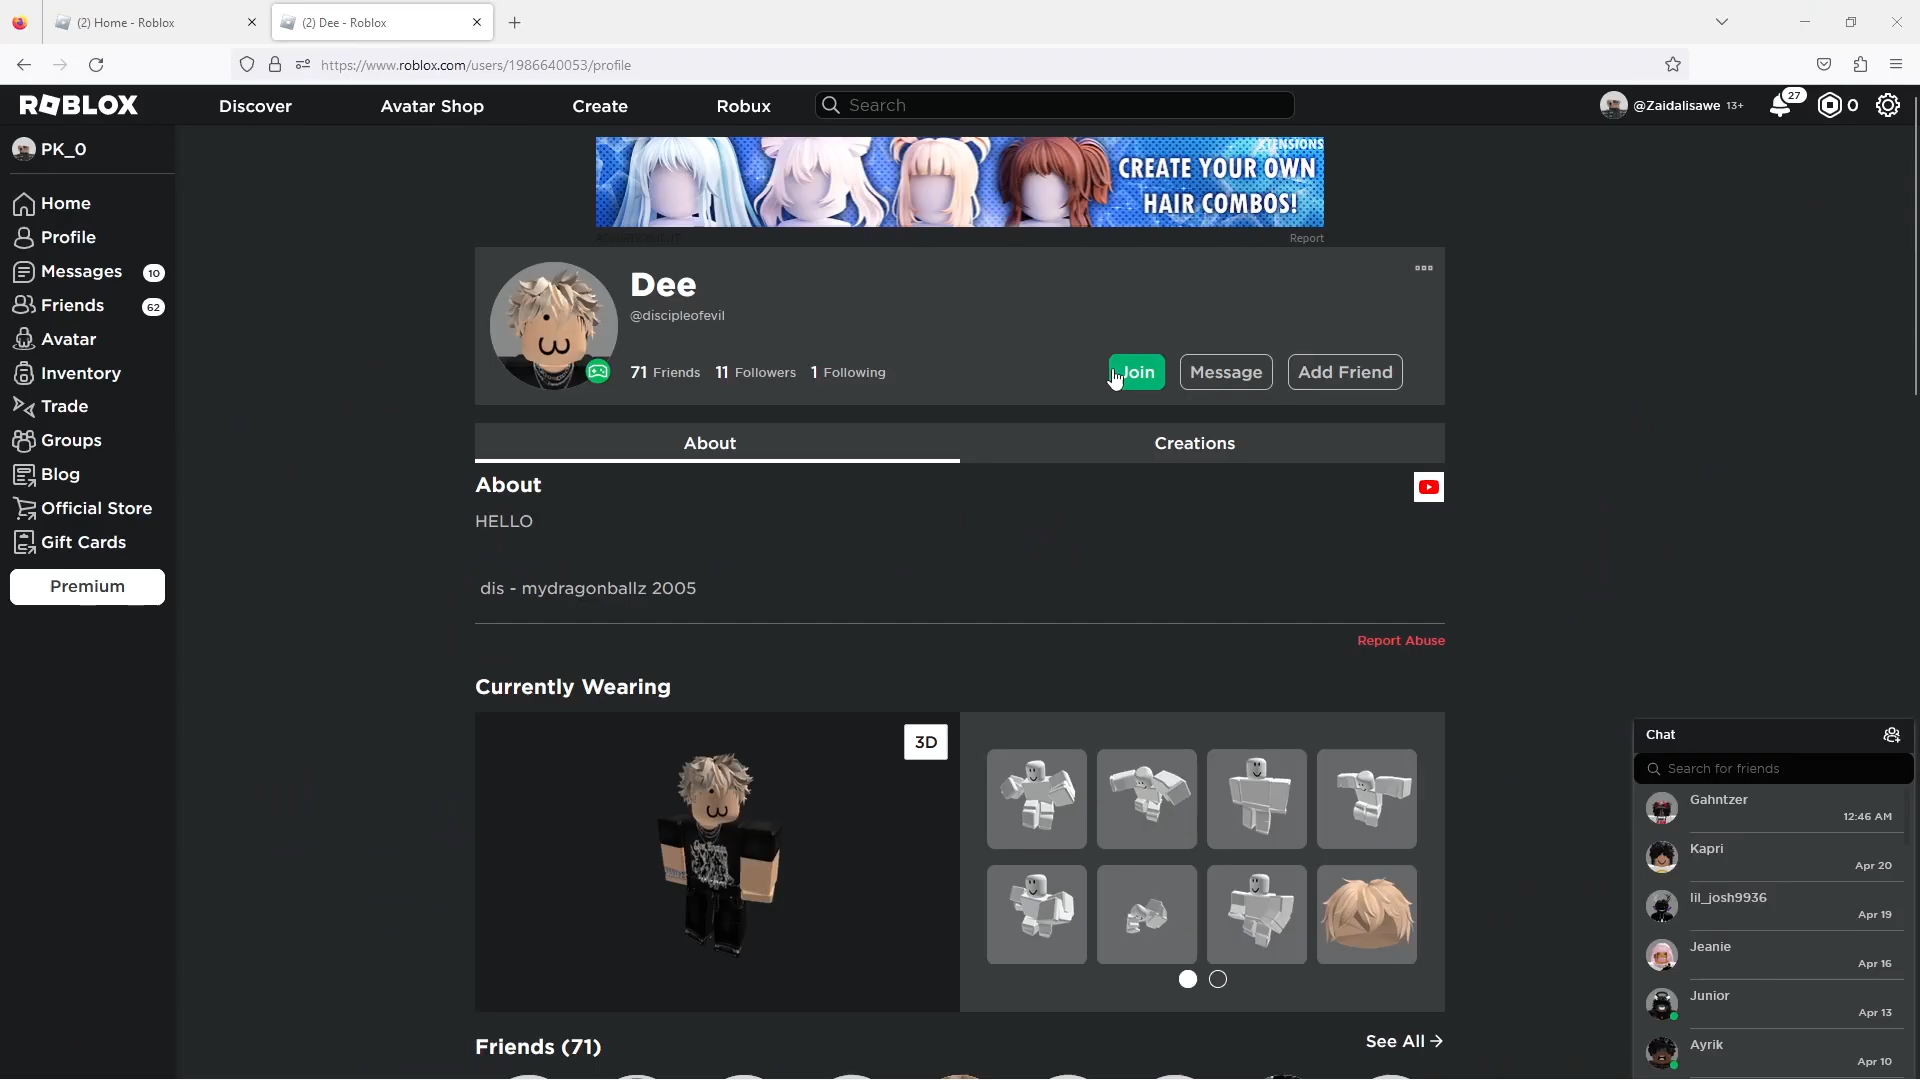 (2) Home - Roblox
(2) Dee - Roblox
https://www.roblox.com/users/1986640053/profile
ROBLOX
Discover
Avatar Shop
Create
Robux
Search
@Zaidalisawe 13+
27
0
PK_0
Home
Profile
Messages 10
Friends 62
Avatar
Inventory
Trade
Groups
Blog
Official Store
Gift Cards
Premium
XTENSIONS
CREATE YOUR OWN
HAIR COMBOS!
Report
Dee
@discipleofevil
71 Friends 11 Followers 1 Following
Join
Message
Add Friend
About
Creations
About
HELLO
dis - mydragonballz 2005
Report Abuse
Currently Wearing
3D
Friends (71)
See All
Chat
Search for friends
Gahntzer
12:46 AM
Kapri
Apr 20
lil_josh9936
Apr 19
Jeanie
Apr 16
Junior
Apr 13
Ayrik
Apr 10